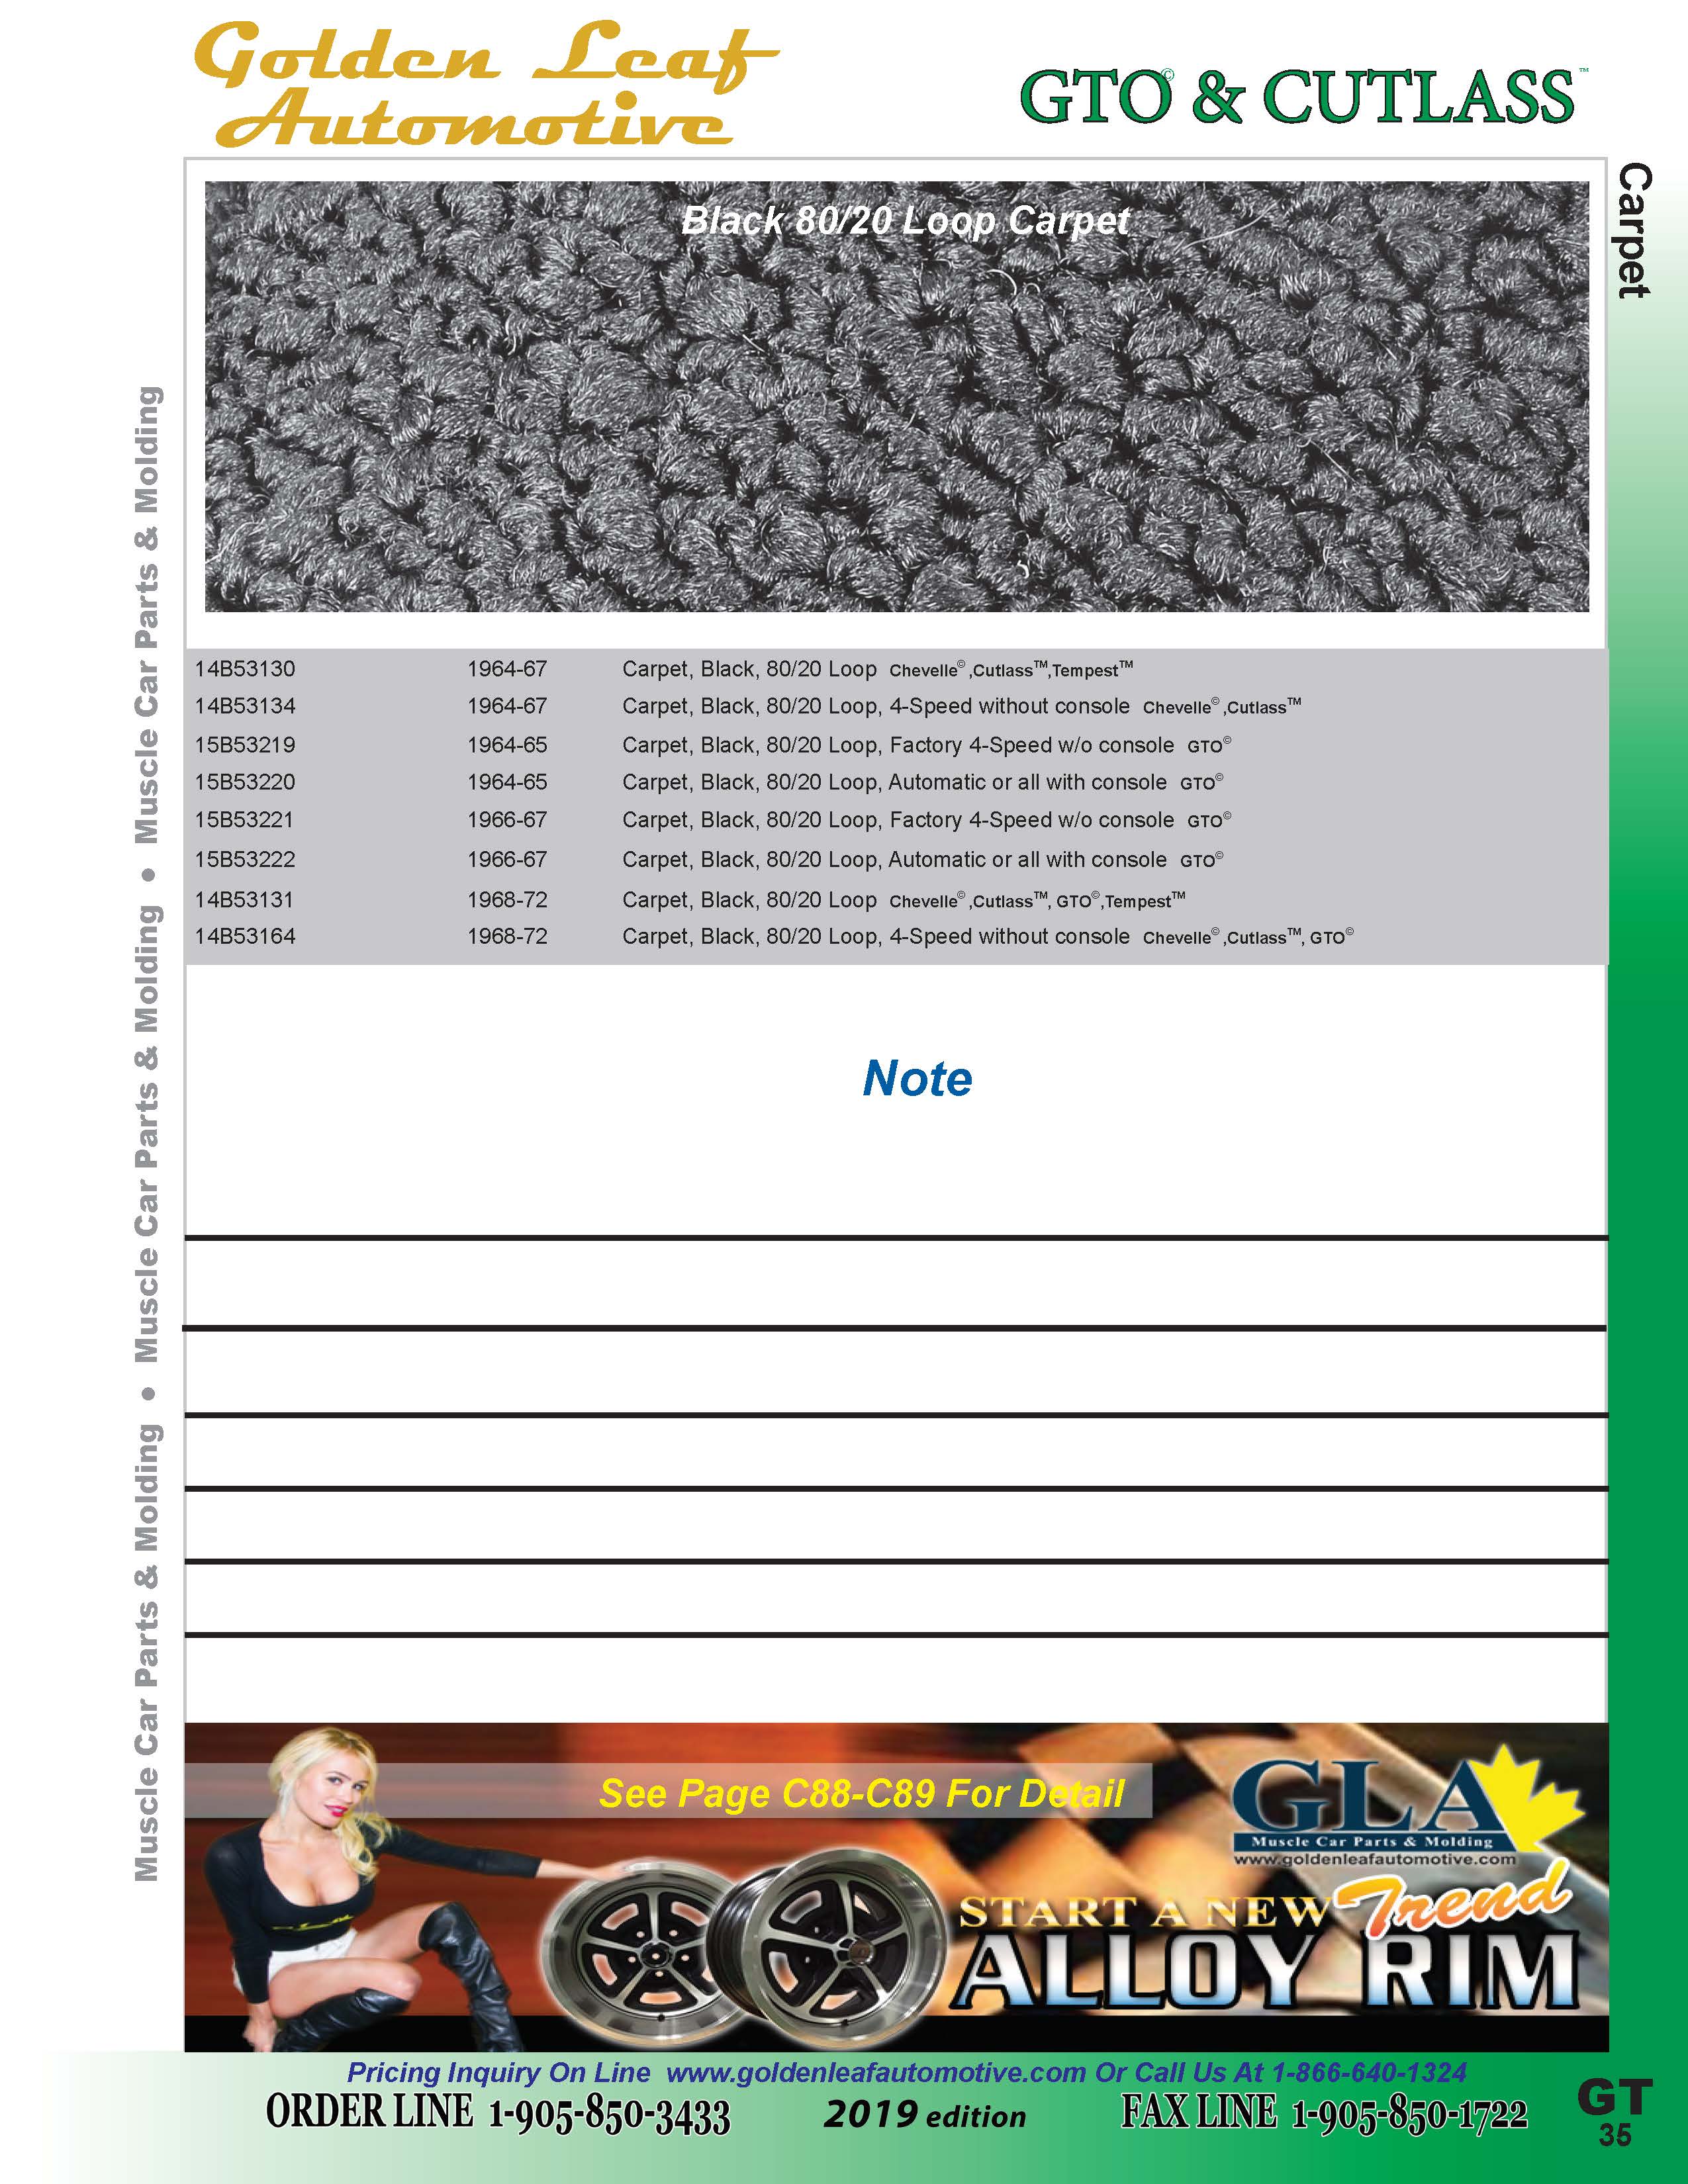 Golden Leaf
Automotive
GTO© & CUTLASS™
Carpet
Black 80/20 Loop Carpet
Muscle Car Parts & Molding • Muscle Car Parts & Molding • Muscle Car Parts & Molding
14B53130 1964-67 Carpet, Black, 80/20 Loop Chevelle© ,Cutlass™,Tempest™
14B53134 1964-67 Carpet, Black, 80/20 Loop, 4-Speed without console Chevelle© ,Cutlass™
15B53219 1964-65 Carpet, Black, 80/20 Loop, Factory 4-Speed w/o console GTO©
15B53220 1964-65 Carpet, Black, 80/20 Loop, Automatic or all with console GTO©
15B53221 1966-67 Carpet, Black, 80/20 Loop, Factory 4-Speed w/o console GTO©
15B53222 1966-67 Carpet, Black, 80/20 Loop, Automatic or all with console GTO©
14B53131 1968-72 Carpet, Black, 80/20 Loop Chevelle© ,Cutlass™, GTO©,Tempest™
14B53164 1968-72 Carpet, Black, 80/20 Loop, 4-Speed without console Chevelle© ,Cutlass™, GTO©
Note
See Page C88-C89 For Detail
GLA
Muscle Car Parts & Molding
www.goldenleafautomotive.com
START A NEW Trend
ALLOY RIM
Pricing Inquiry On Line www.goldenleafautomotive.com Or Call Us At 1-866-640-1324
ORDER LINE 1-905-850-3433 2019 edition FAX LINE 1-905-850-1722
GT
35